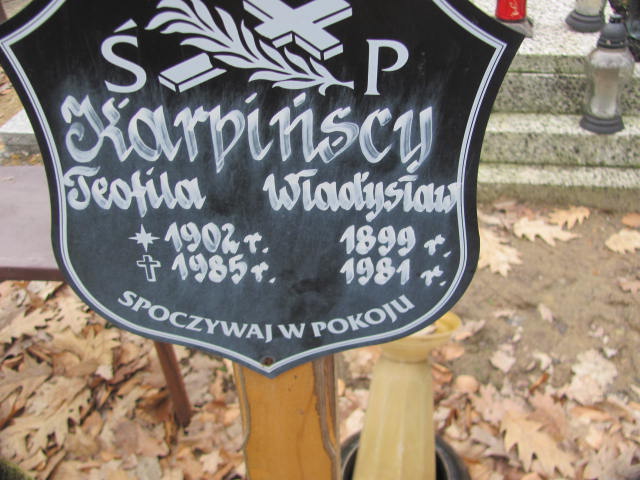 Ś P
Karpińscy
Teofila Władysław
1902 r. 1899 r.
1985 r. 1981 r.
SPOCZYWAJ W POKOJU